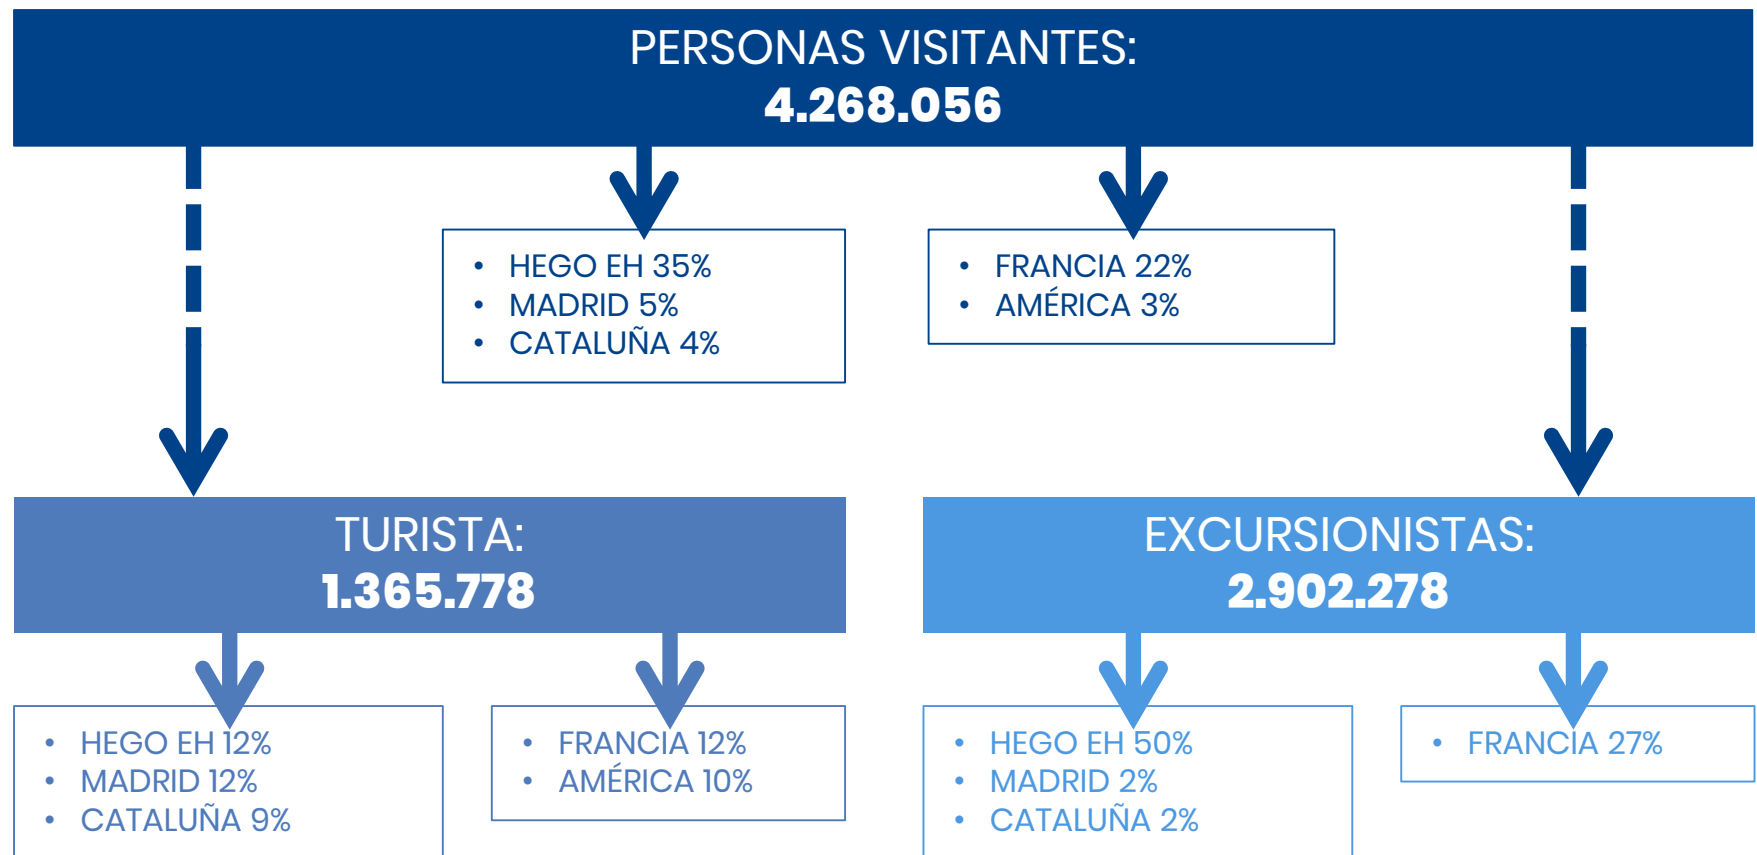 PERSONAS VISITANTES:
4.268.056
• HEGO EH 35%
• MADRID 5%
• CATALUÑA 4%
• FRANCIA 22%
• AMÉRICA 3%
TURISTA:
1.365.778
EXCURSIONISTAS:
2.902.278
• HEGO EH 12%
• MADRID 12%
• CATALUÑA 9%
• FRANCIA 12%
• AMÉRICA 10%
• HEGO EH 50%
• MADRID 2%
• CATALUÑA 2%
• FRANCIA 27%